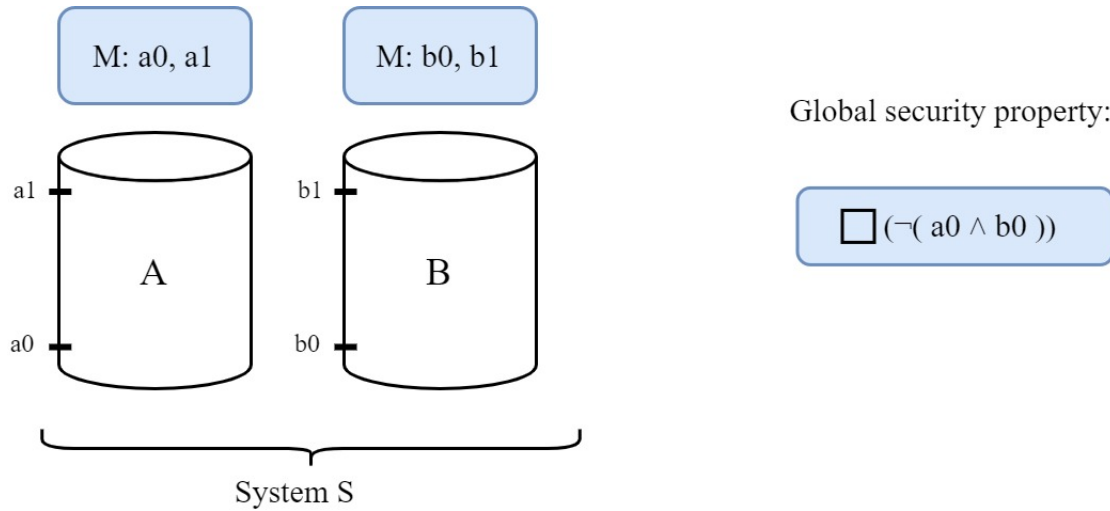 M: a0, a1
M: b0, b1
Global security property:
a1
b1
□(¬( a0 ∧ b0 ))
A
B
a0
b0
System S